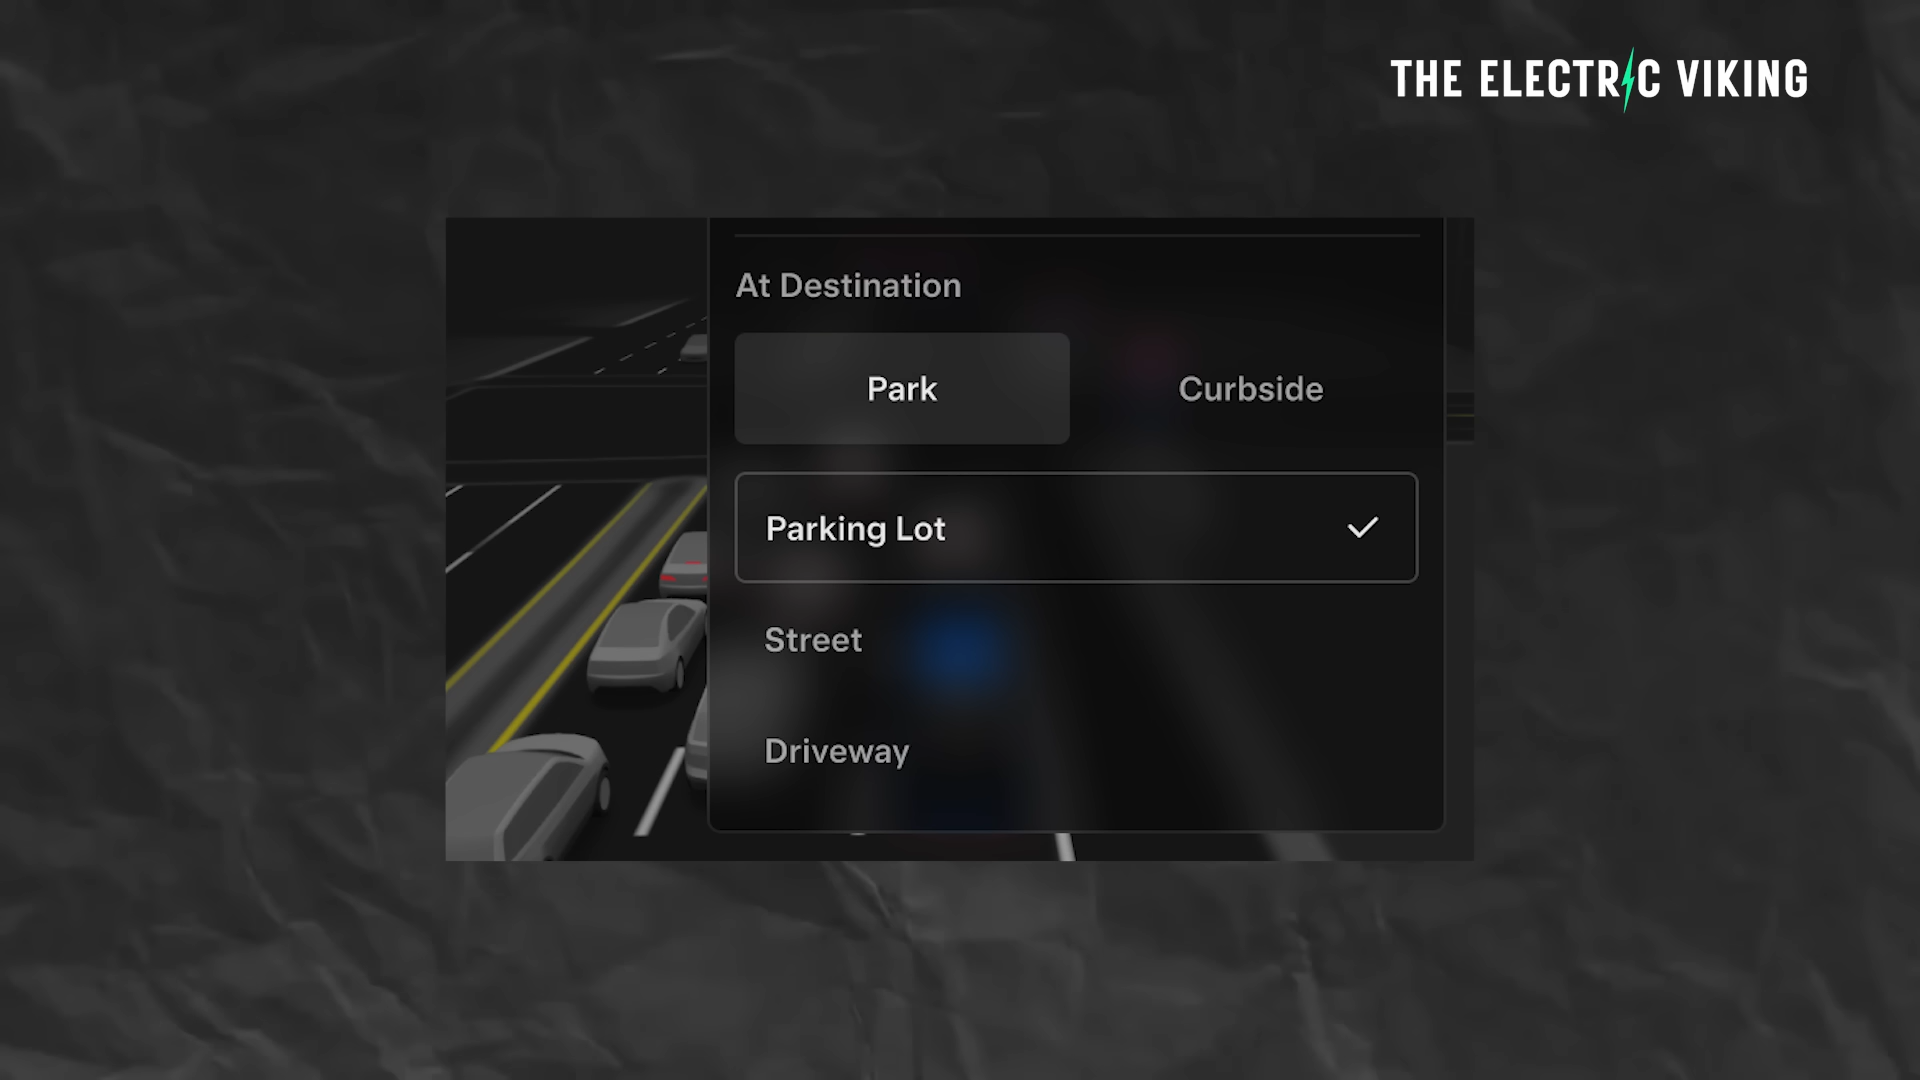 THE ELECTRIC VIKING
At Destination
Park
Curbside
Parking Lot
Street
Driveway